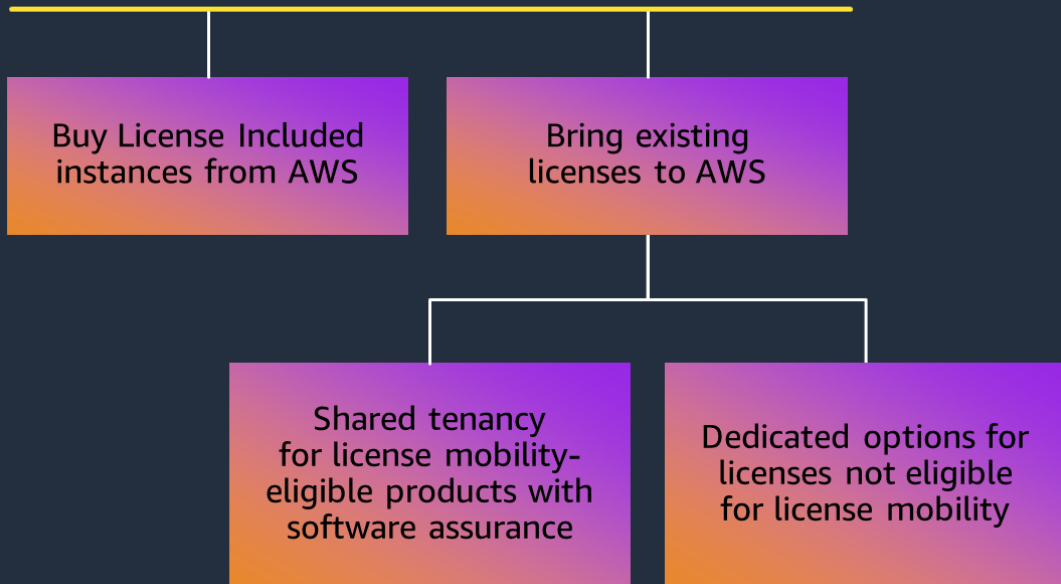 Buy License Included
instances from AWS
Bring existing
licenses to AWS
Shared tenancy
for license mobility-
eligible products with
software assurance
Dedicated options for
licenses not eligible
for license mobility